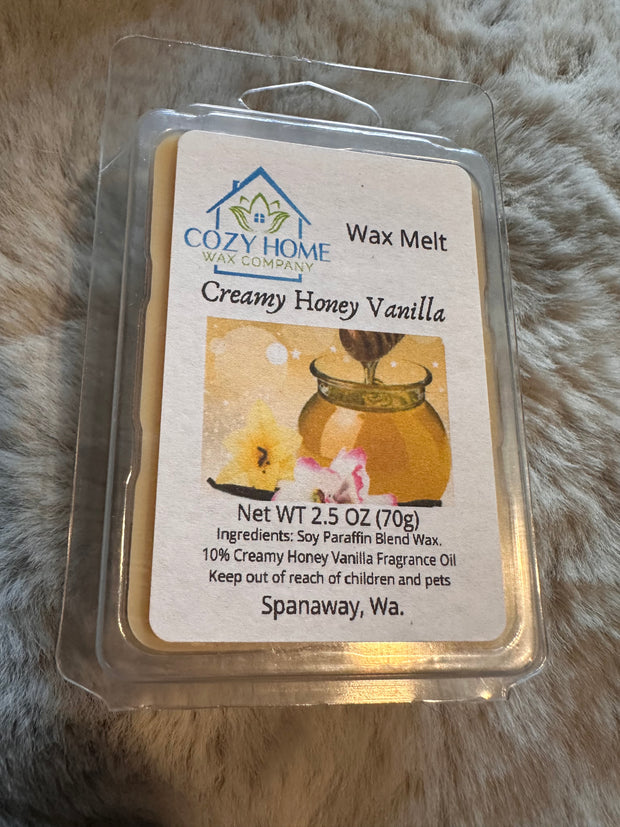 COZY HOME
WAX COMPANY
Wax Melt
Creamy Honey Vanilla
Net WT 2.5 OZ (70g)
Ingredients: Soy Paraffin Blend Wax.
10% Creamy Honey Vanilla Fragrance Oil
Keep out of reach of children and pets
Spanaway, Wa.